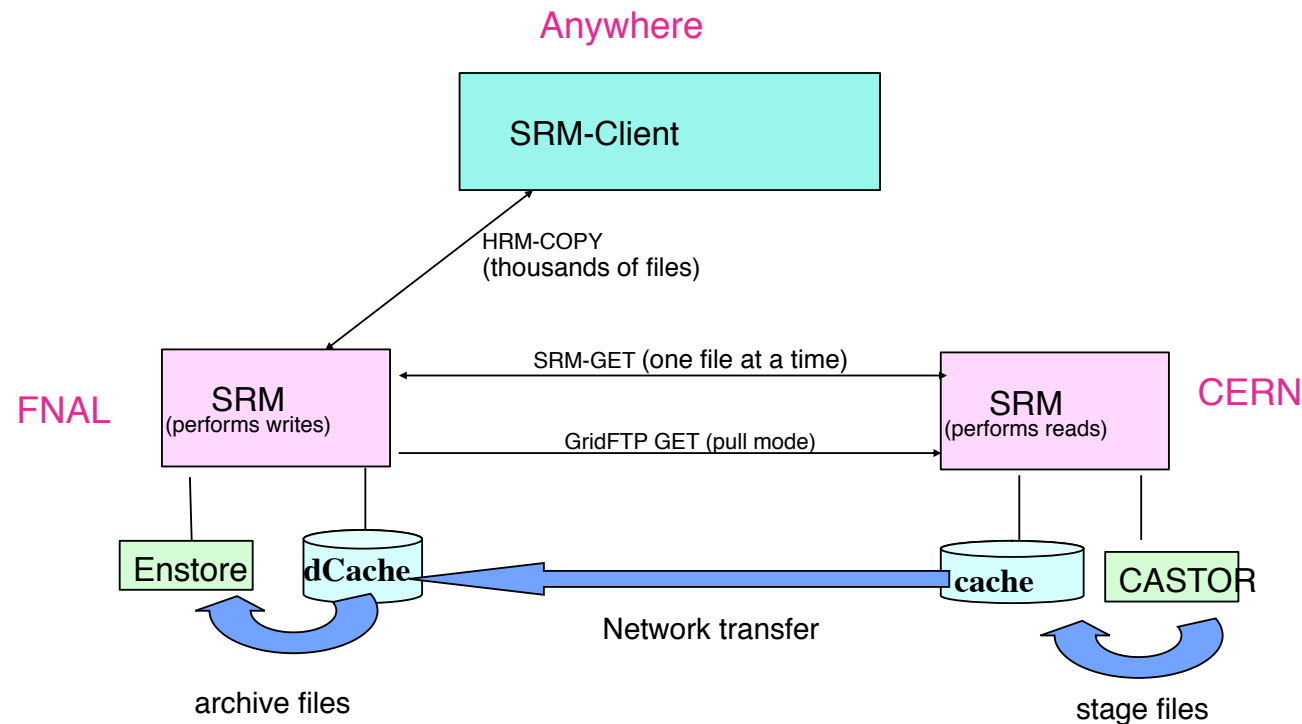 Anywhere
SRM-Client
HRM-COPY
(thousands of files)
SRM-GET (one file at a time)
FNAL
SRM
(performs writes)
SRM
(performs reads)
CERN
GridFTP GET (pull mode)
Enstore
dCache
cache
CASTOR
Network transfer
archive files
stage files